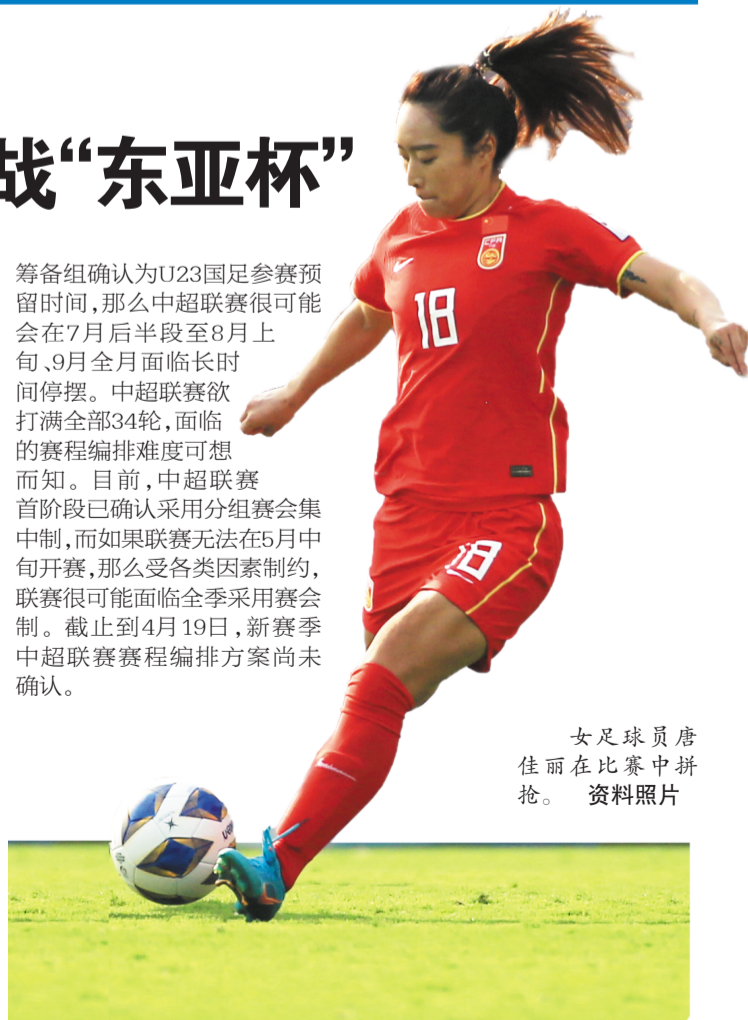 战“东亚杯”
筹备组确认为U23国足参赛预
留时间，那么中超联赛很可能
会在7月后半段至8月上
旬、9月全月面临长时
间停摆。中超联赛欲
打满全部34轮，面临
的赛程编排难度可想
而知。目前，中超联赛
首阶段已确认采用分组赛会集
中制，而如果联赛无法在5月中
旬开赛，那么受各类因素制约，
联赛很可能面临全季采用赛会
制。截止到4月19日，新赛季
中超联赛赛程编排方案尚未
确认。
CFA
18
18
女足球员唐
佳丽在比赛中拼
抢。 资料照片